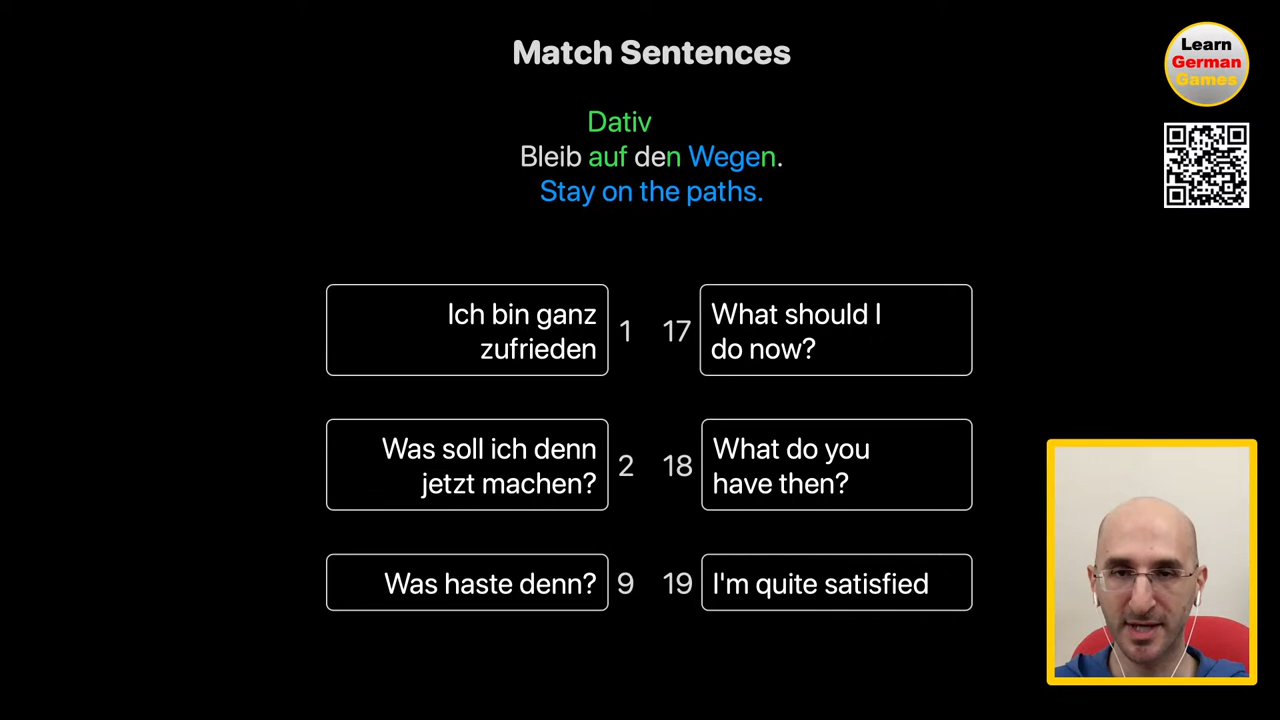 Match Sentences
Learn
German
Games
Dativ
Bleib auf den Wegen.
Stay on the paths.
Ich bin ganz
zufrieden
1
17
What should I
do now?
Was soll ich denn
jetzt machen?
2
18
What do you
have then?
Was haste denn?
9
19
I'm quite satisfied